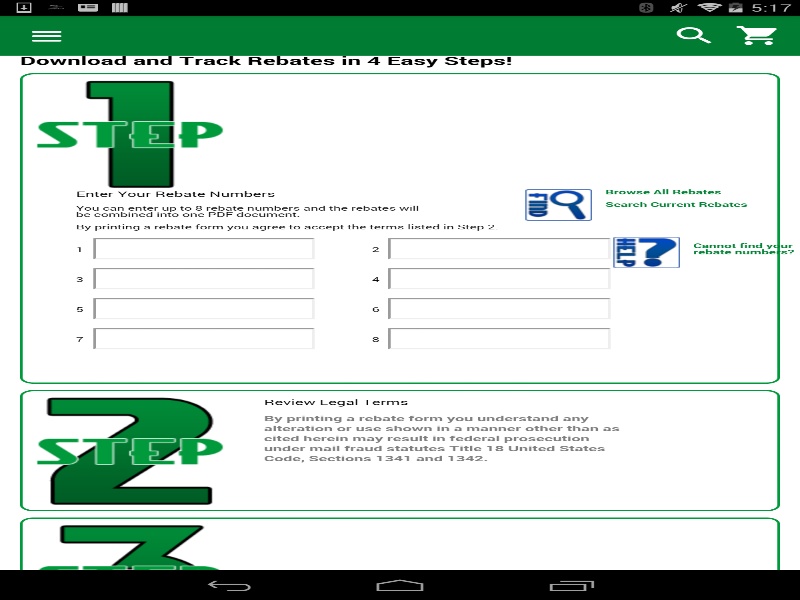 5:17
Download and Track Rebates in 4 Easy Steps!
1
STEP
Enter Your Rebate Numbers
You can enter up to 8 rebate numbers and the rebates will
be combined into one PDF document.
By printing a rebate form you agree to accept the terms listed in Step 2.
FIND
Browse All Rebates
Search Current Rebates
1
2
HELP
?
Cannot find your
rebate numbers?
3
4
5
6
7
8
2
STEP
Review Legal Terms
By printing a rebate form you understand any
alteration or use shown in a manner other than as
cited herein may result in federal prosecution
under mail fraud statutes Title 18 United States
Code, Sections 1341 and 1342.
3
STEP